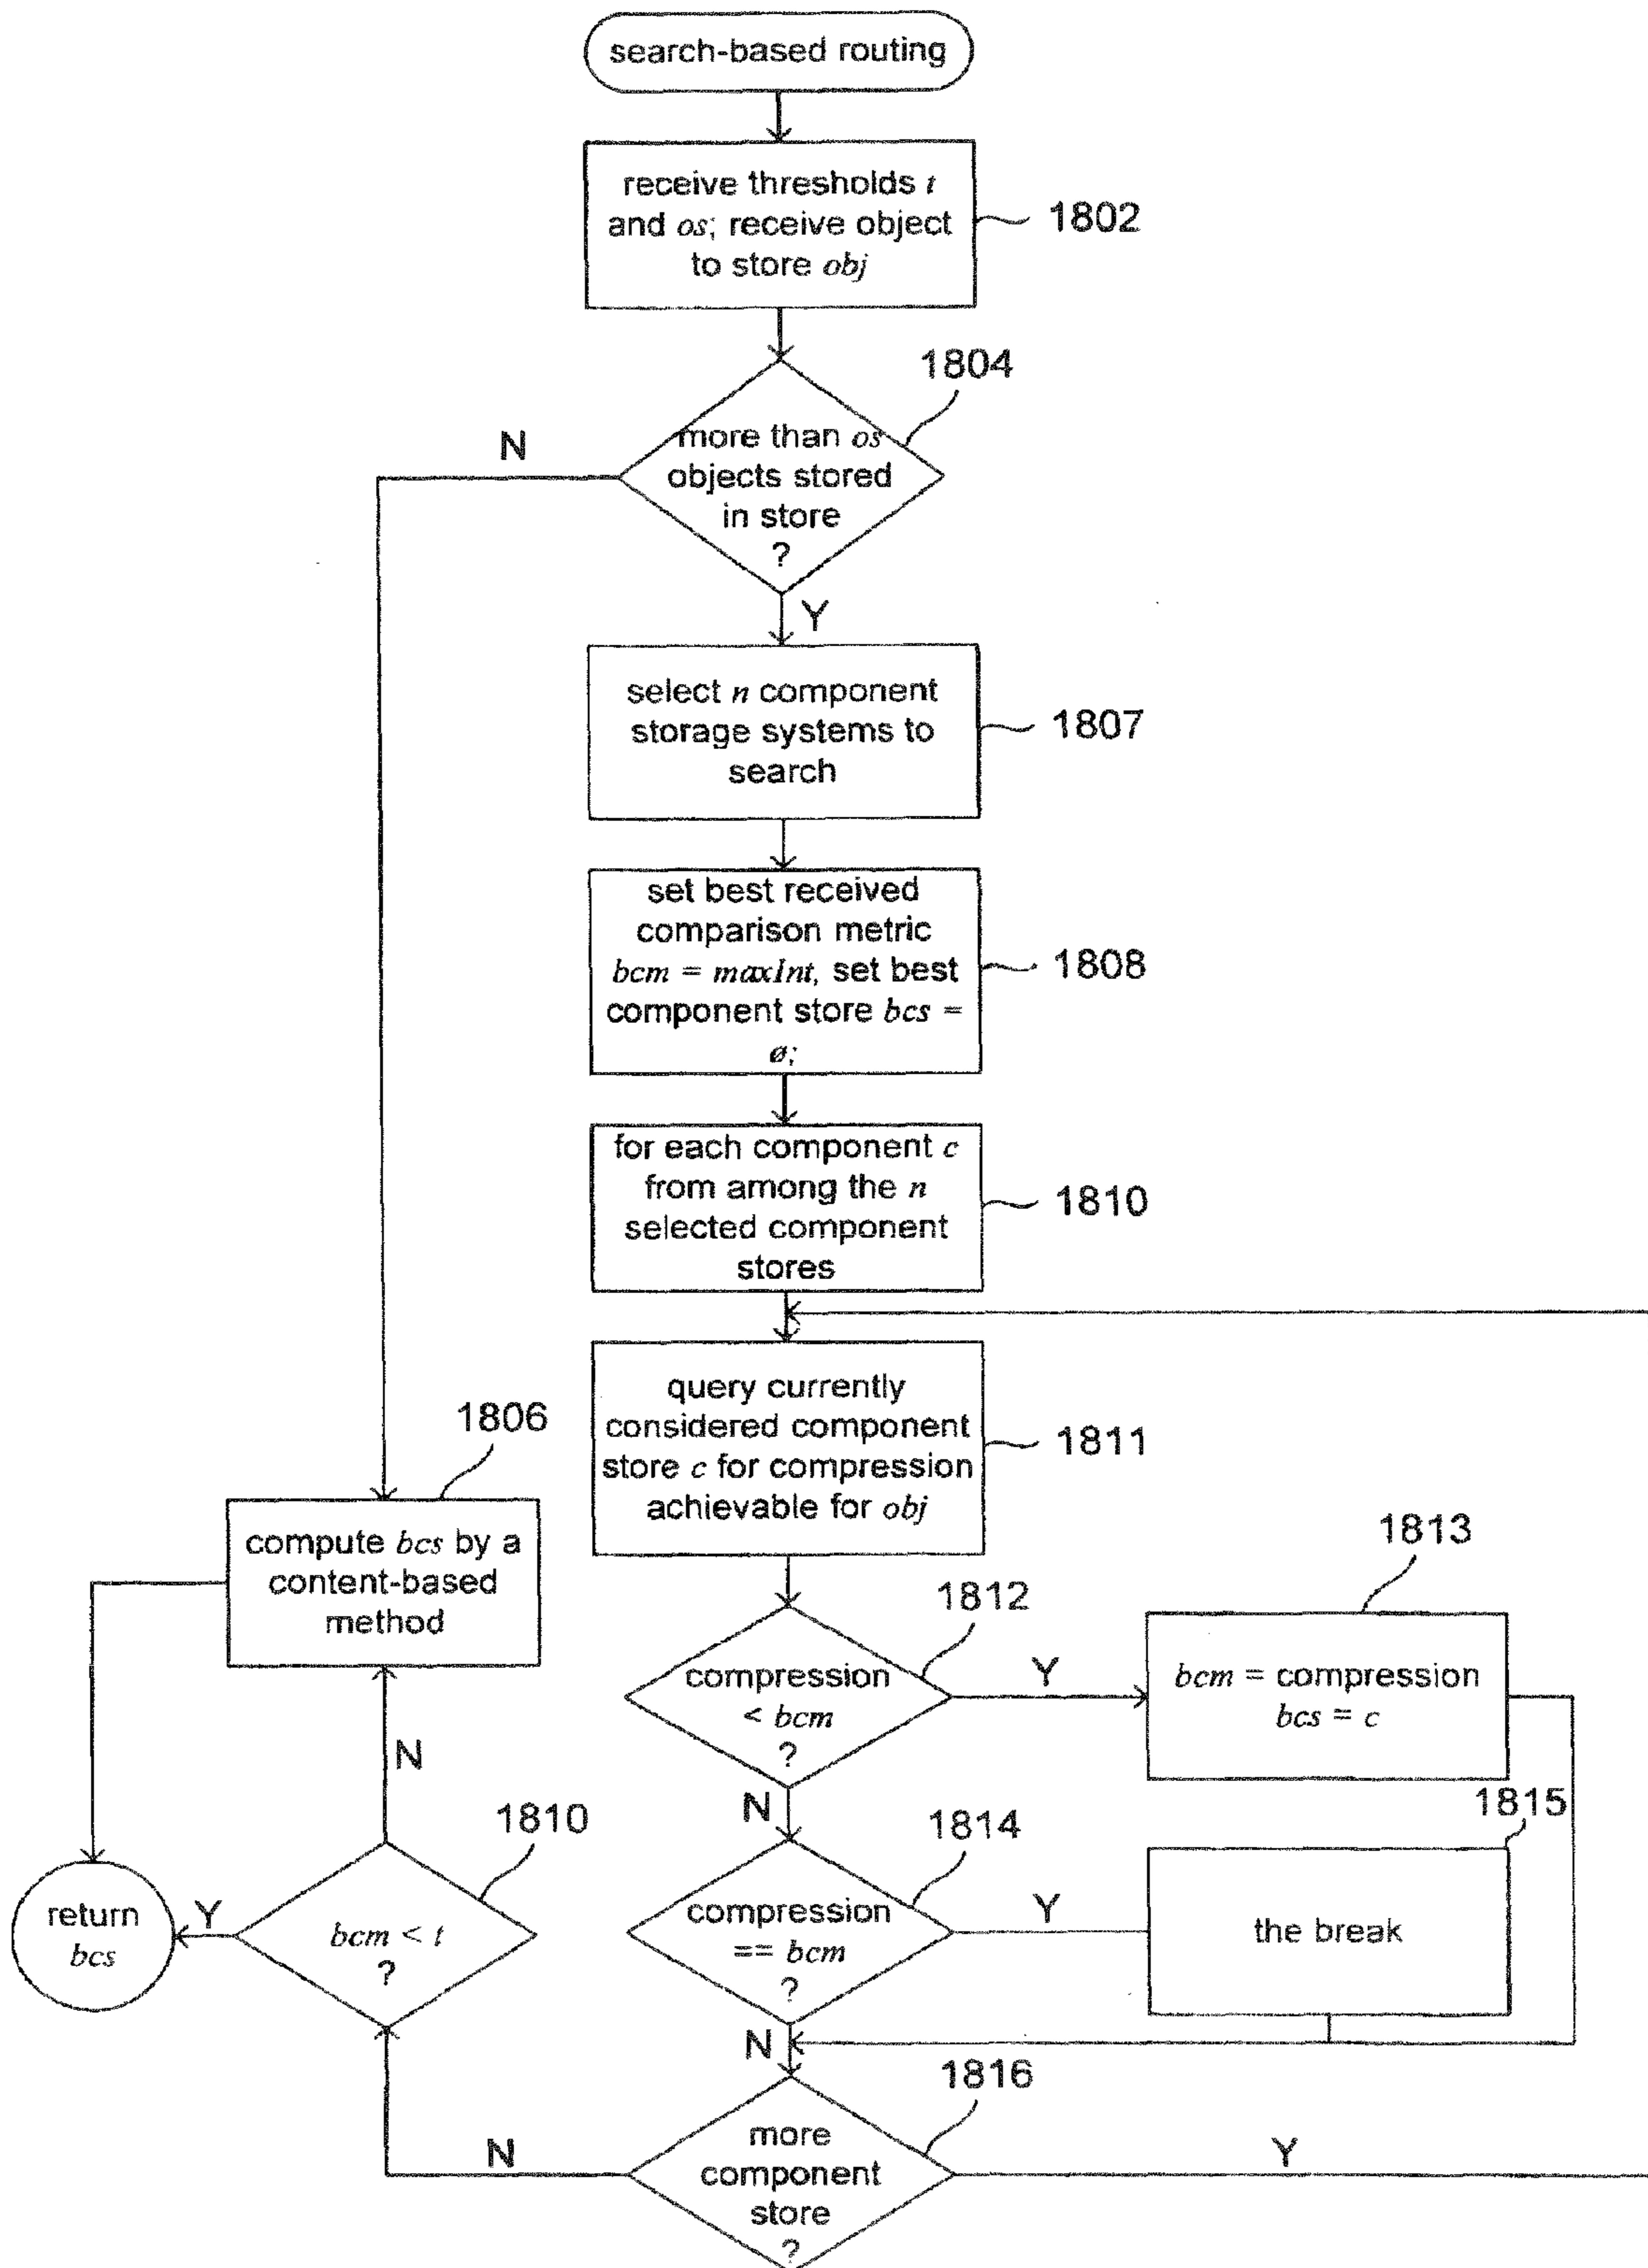 search-based routing
receive thresholds t
and os; receive object
to store obj
1802
1804
more than os
objects stored
in store
?
N
Y
select n component
storage systems to
search
1807
set best received
comparison metric
bcm = maxInt, set best
component store bcs =
ø;
1808
for each component c
from among the n
selected component
stores
1810
query currently
considered component
store c for compression
achievable for obj
1811
1806
compute bcs by a
content-based
method
1812
compression
< bcm
?
Y
N
1813
bcm = compression
bcs = c
1814
compression
== bcm
?
Y
N
1815
the break
N
1810
bcm < t
?
Y
return
bcs
1816
more
component
store
?
N
Y